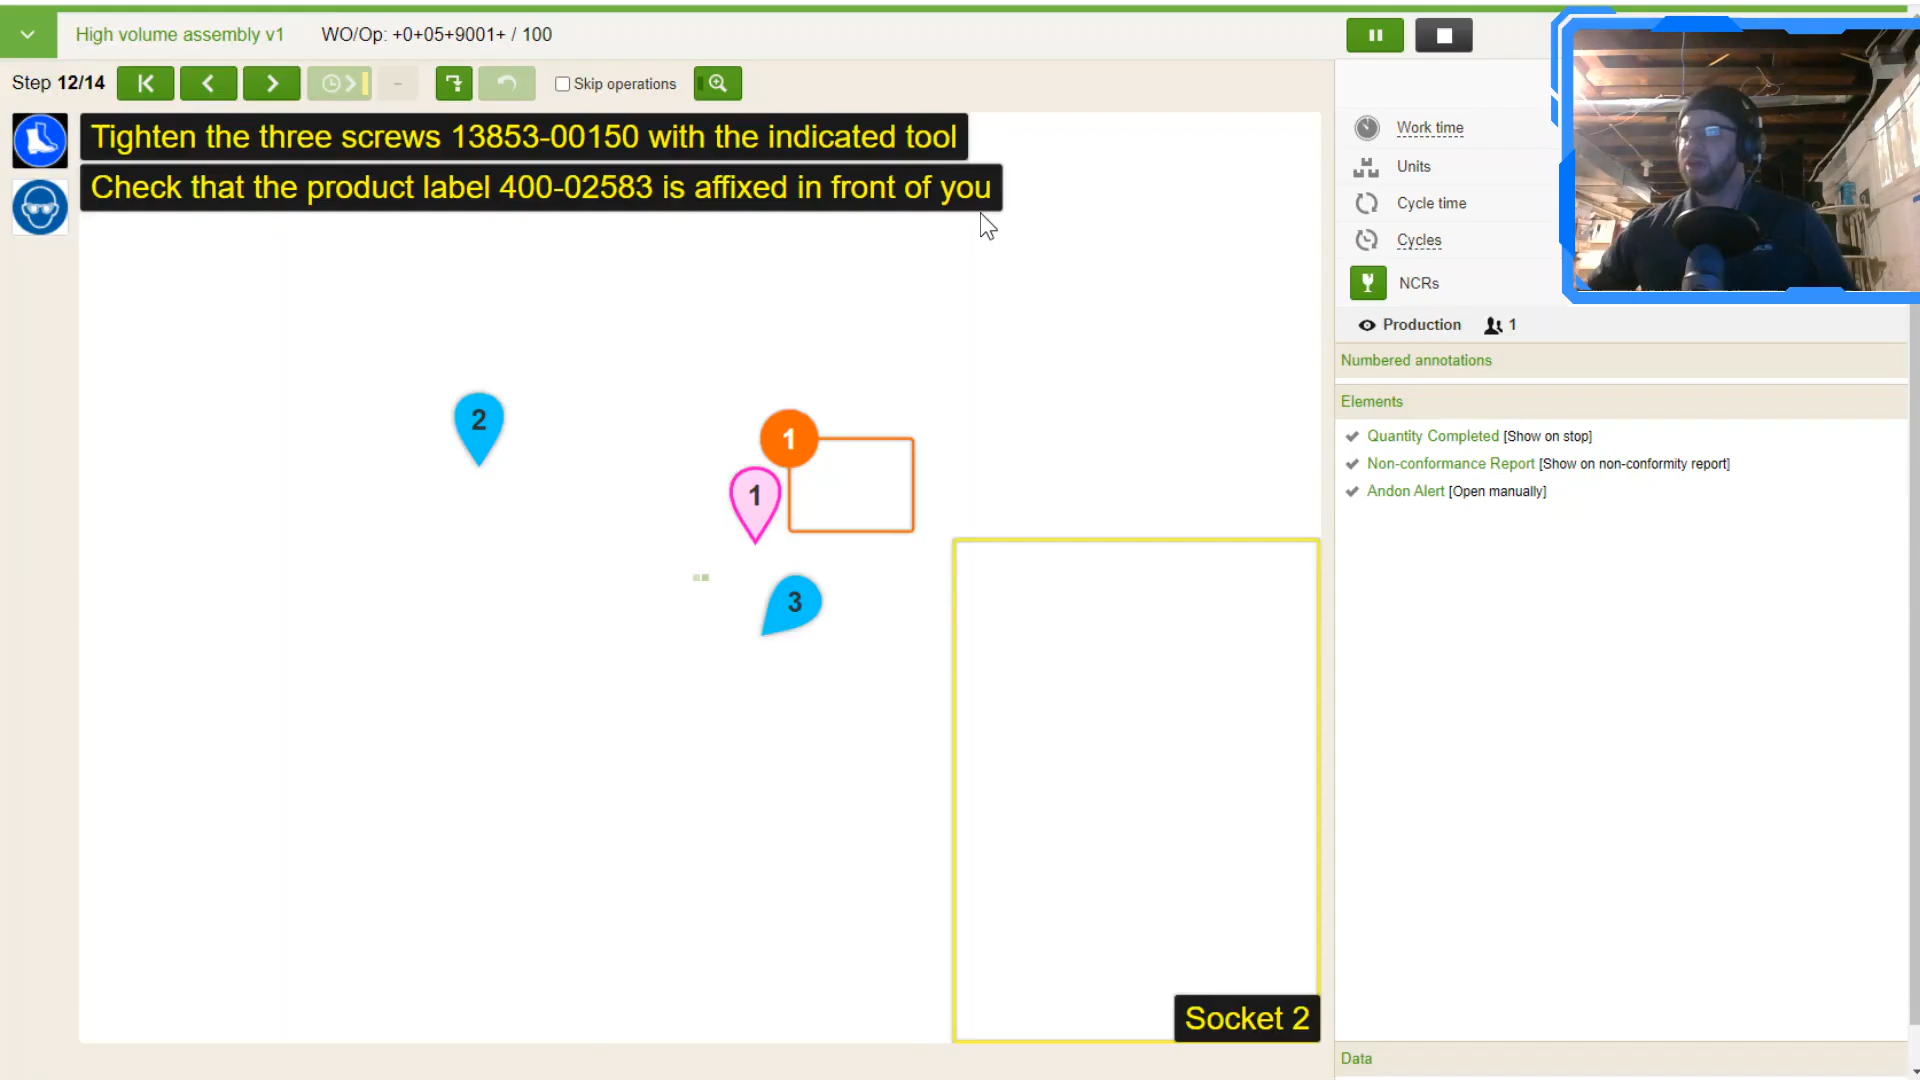 High volume assembly v1 WO/Op: +0+05+9001+ / 100
Step 12/14 - Skip operations
Tighten the three screws 13853-00150 with the indicated tool
Check that the product label 400-02583 is affixed in front of you
2
1
1
3
Socket 2
Work time
Units
Cycle time
Cycles
NCRs
Production 1
Numbered annotations
Elements
Quantity Completed [Show on stop]
Non-conformance Report [Show on non-conformity report]
Andon Alert [Open manually]
Data